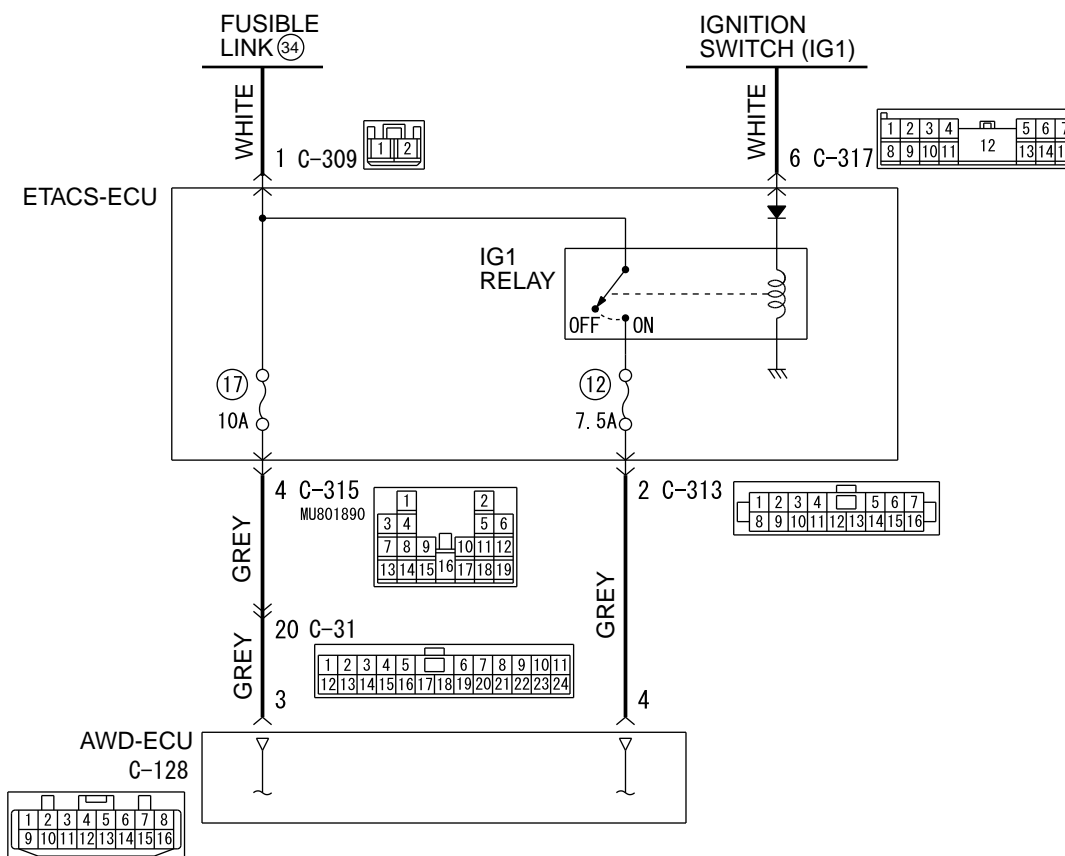 FUSIBLE
LINK 34
IGNITION
SWITCH (IG1)
WHITE
WHITE
1 C-309
1 2
6 C-317
1 2 3 4 5 6 7
8 9 10 11 12 13 14
ETACS-ECU
IG1
RELAY
OFF ON
17
10A
12
7.5A
4 C-315
MU801890
1 2
3 4 5 6
7 8 9 10 11 12
13 14 15 16 17 18 19
2 C-313
1 2 3 4 5 6 7
8 9 10 11 12 13 14 15 16
GREY
GREY
20 C-31
1 2 3 4 5 6 7 8 9 10 11
12 13 14 15 16 17 18 19 20 21 22 23 24
GREY
3
4
AWD-ECU
C-128
1 2 3 4 5 6 7 8
9 10 11 12 13 14 15 16